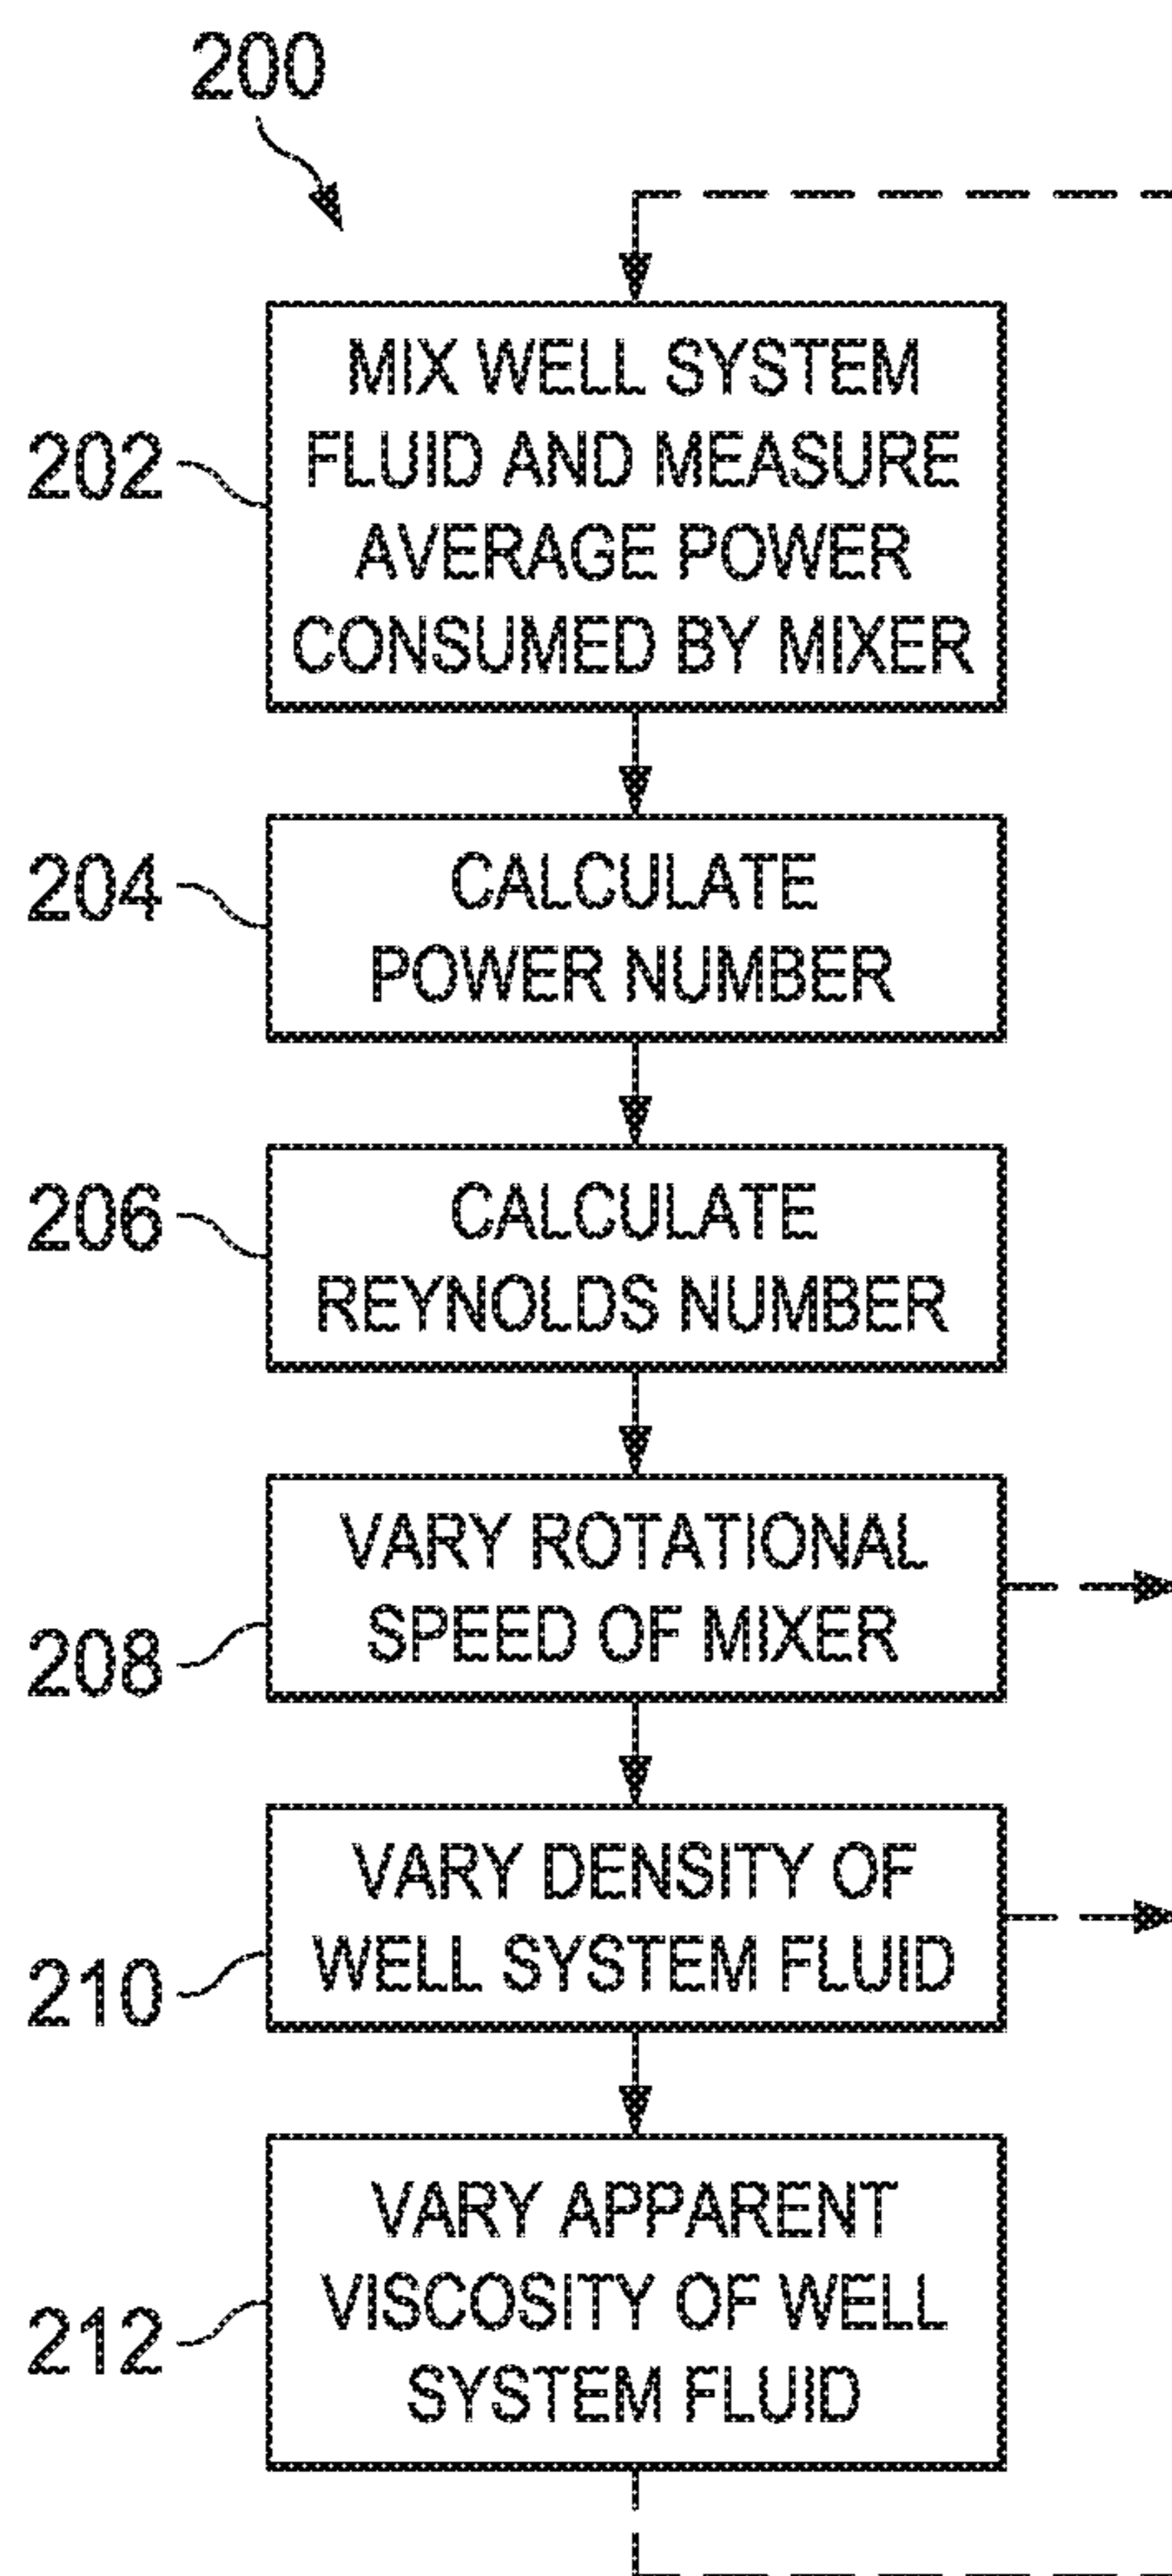 200
202
MIX WELL SYSTEM
FLUID AND MEASURE
AVERAGE POWER
CONSUMED BY MIXER
204
CALCULATE
POWER NUMBER
206
CALCULATE
REYNOLDS NUMBER
208
VARY ROTATIONAL
SPEED OF MIXER
210
VARY DENSITY OF
WELL SYSTEM FLUID
212
VARY APPARENT
VISCOSITY OF WELL
SYSTEM FLUID